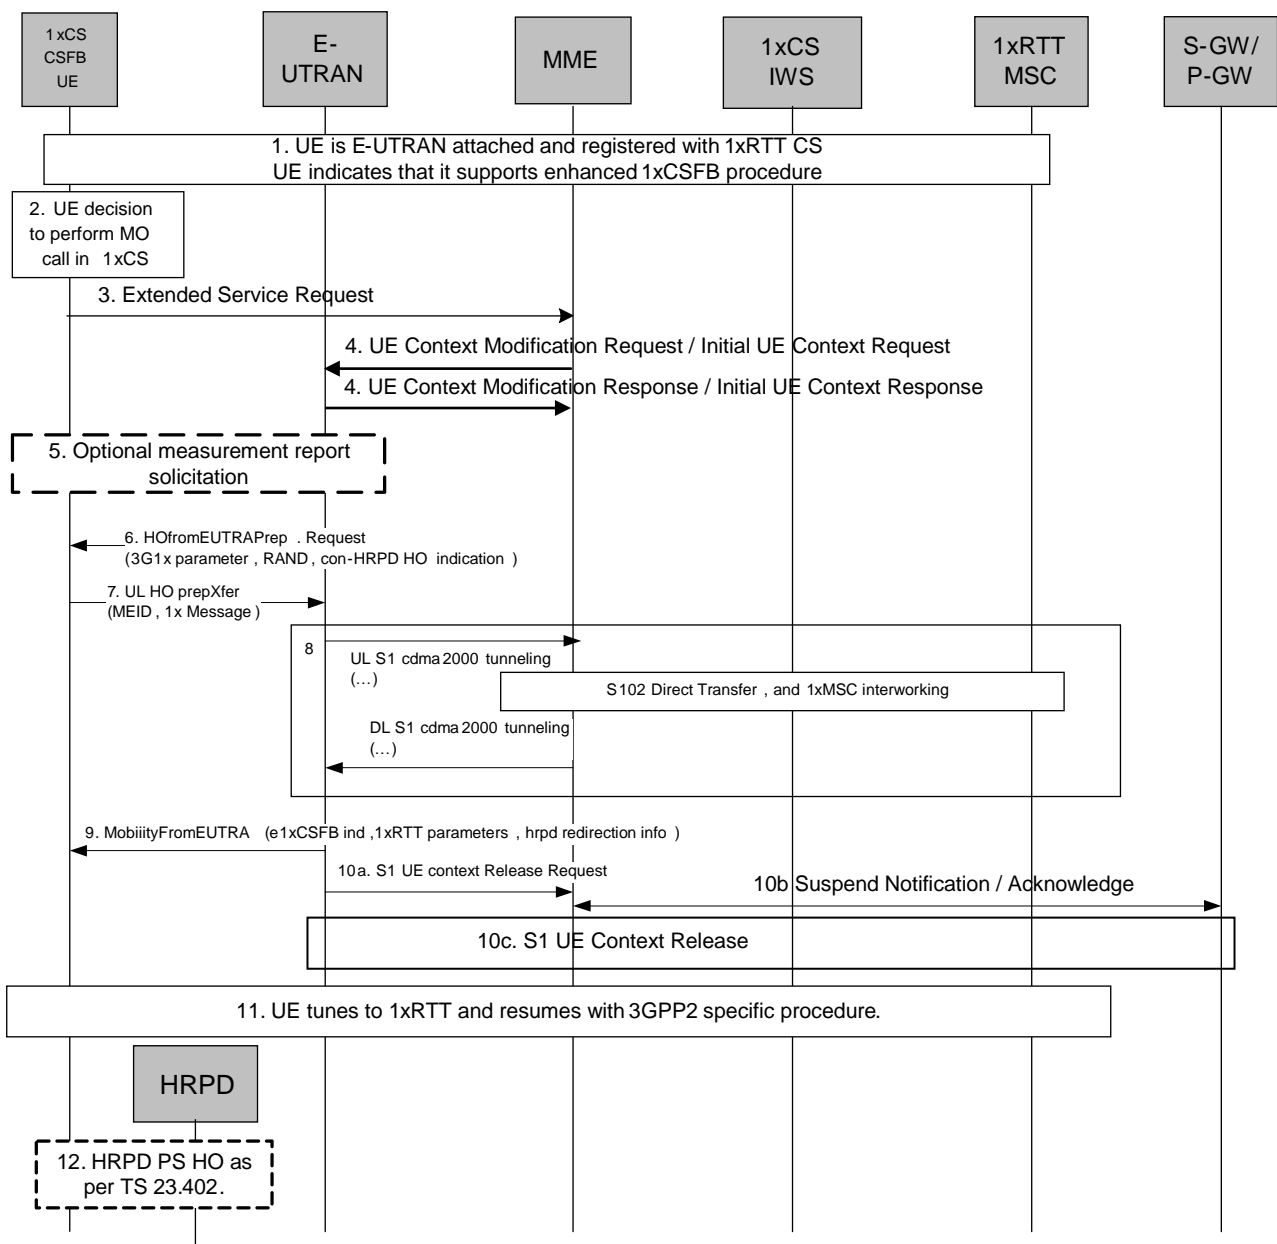 1xCS
CSFB
UE
E-
UTRAN
MME
1xCS
IWS
1xRTT
MSC
S-GW/
P-GW
1. UE is E-UTRAN attached and registered with 1xRTT CS
UE indicates that it supports enhanced 1xCSFB procedure
2. UE decision
to perform MO
call in 1xCS
3. Extended Service Request
4. UE Context Modification Request / Initial UE Context Request
4. UE Context Modification Response / Initial UE Context Response
5. Optional measurement report
solicitation
6. HOfromEUTRAPrep . Request
(3G1x parameter , RAND , con-HRPD HO indication )
7. UL HO prepXfer
(MEID , 1x Message )
8
UL S1 cdma2000 tunneling
(...)
S102 Direct Transfer , and 1xMSC interworking
DL S1 cdma2000 tunneling
(...)
9. MobiiityFromEUTRA (e1xCSFB ind ,1xRTT parameters , hrpd redirection info )
10a. S1 UE context Release Request
10b Suspend Notification / Acknowledge
10c. S1 UE Context Release
11. UE tunes to 1xRTT and resumes with 3GPP2 specific procedure.
HRPD
12. HRPD PS HO as
per TS 23.402.